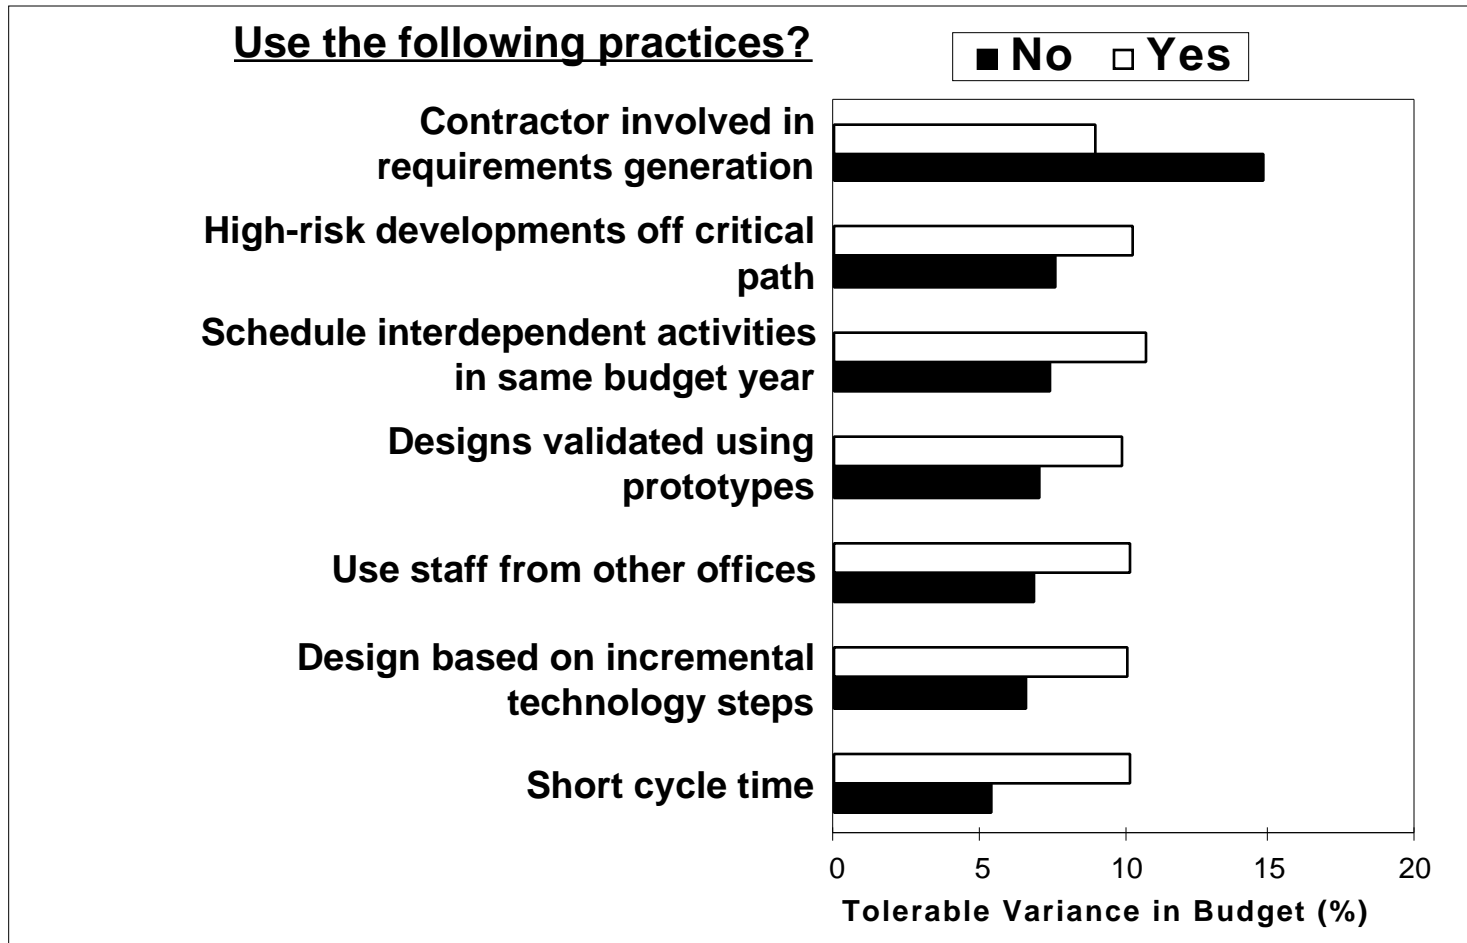 Use the following practices?
No Yes
Contractor involved in
requirements generation
High-risk developments off critical
path
Schedule interdependent activities
in same budget year
Designs validated using
prototypes
Use staff from other offices
Design based on incremental
technology steps
Short cycle time
0 5 10 15 20
Tolerable Variance in Budget (%)